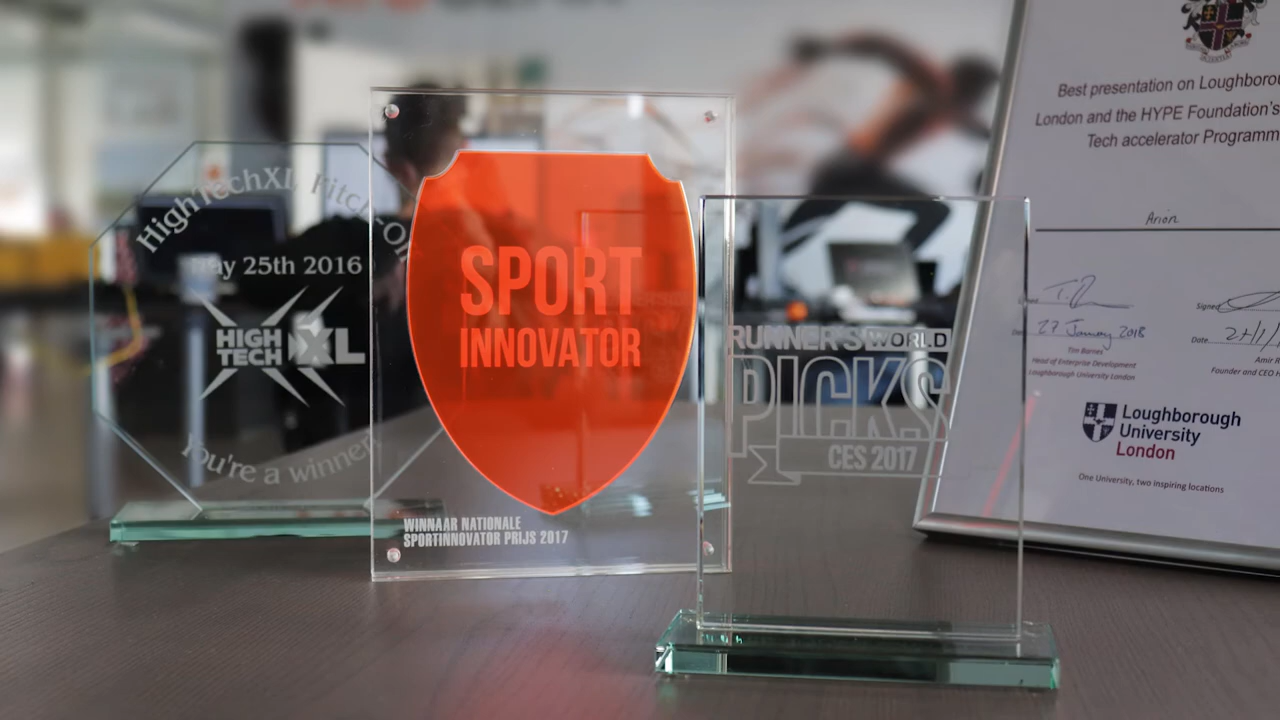 HighTechXL Pitch-O
May 25th 2016
HIGH
TECH XL
You're a winner
SPORT
INNOVATOR
WINNAAR NATIONALE
SPORTINNOVATOR PRIJS 2017
RUNNER'S WORLD
PICKS
CES 2017
Best presentation on Loughboro
London and the HYPE Foundation's
Tech accelerator Programm
Arion
Signed
27 January 2018
Date
Tim Barnes
Head of Enterprise Development
Loughborough University London
Amir R
Founder and CEO H
Loughborough
University
London
One University, two inspiring locations